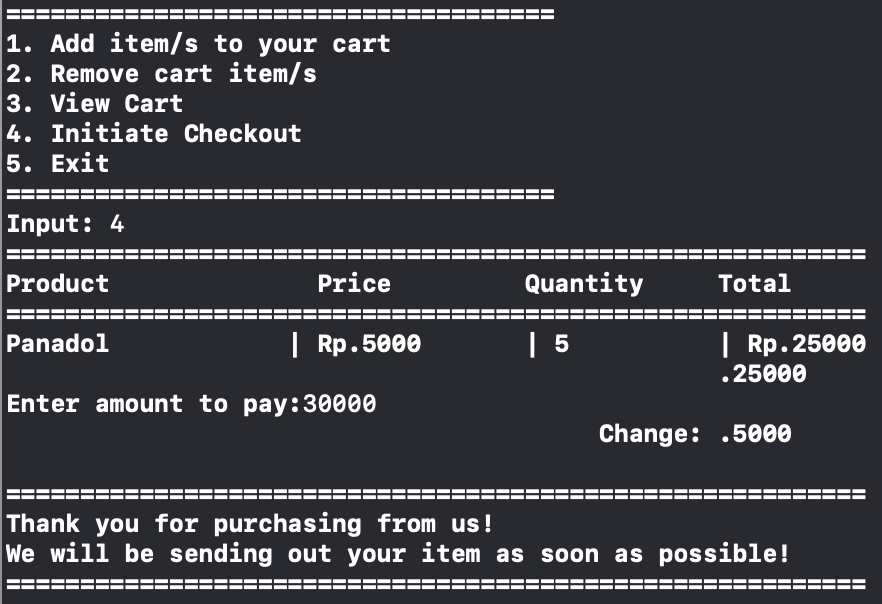 =====================================
1. Add item/s to your cart
2. Remove cart item/s
3. View Cart
4. Initiate Checkout
5. Exit
=====================================
Input: 4
==========================================================
Product              Price         Quantity     Total
==========================================================
Panadol            | Rp.5000       | 5          | Rp.25000
                                                .25000
Enter amount to pay:30000
                                        Change: .5000
==========================================================
Thank you for purchasing from us!
We will be sending out your item as soon as possible!
==========================================================